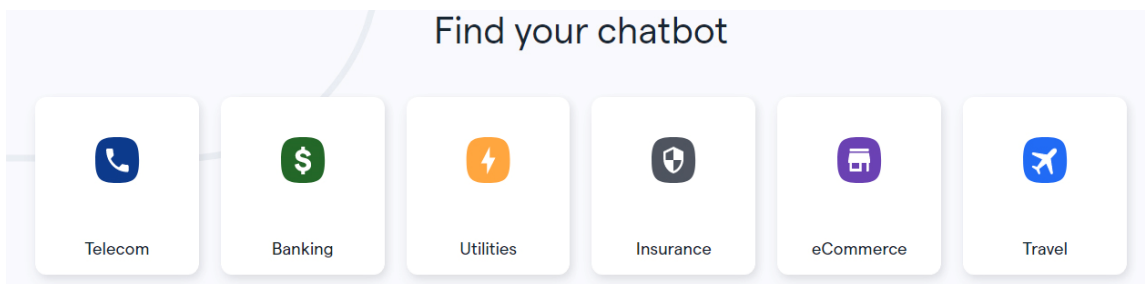 Find your chatbot
Telecom
Banking
Utilities
Insurance
eCommerce
Travel